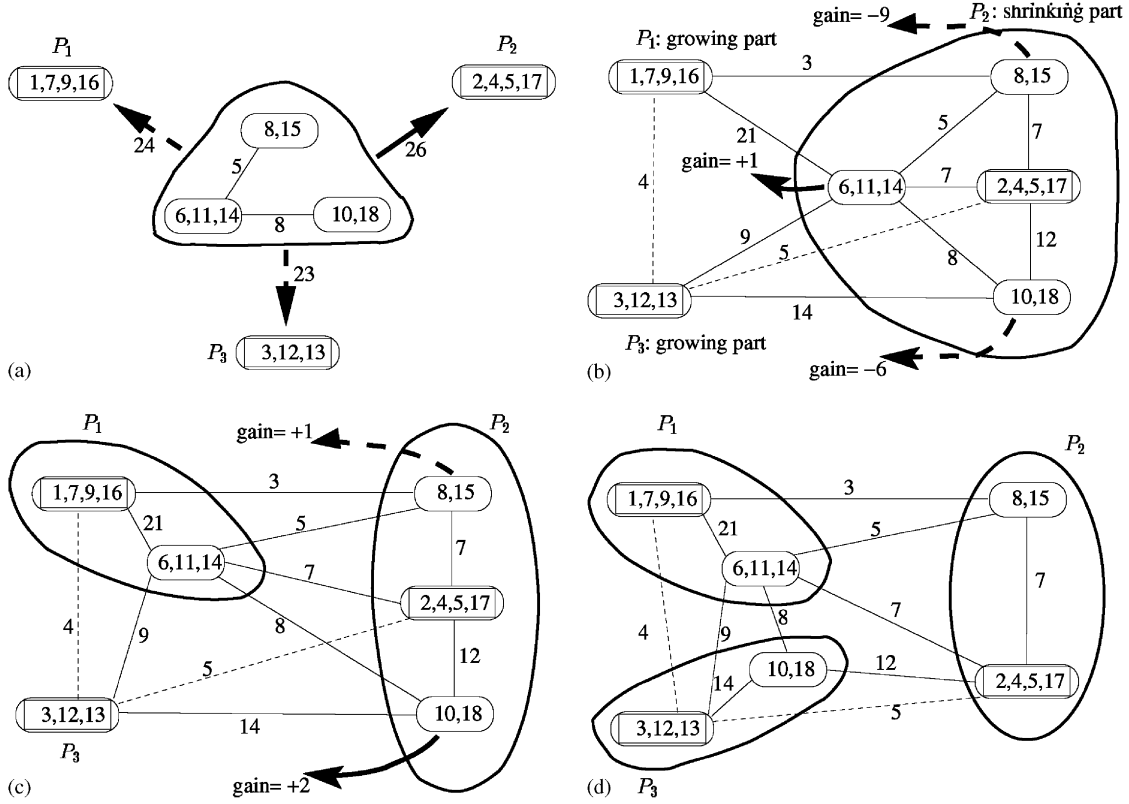 P1
1,7,9,16
P2
2,4,5,17
24
8,15
5
26
6,11,14
8
10,18
23
P3
3,12,13
(a)
gain= −9
P2: shrinking part
P1: growing part
1,7,9,16
3
8,15
21
5
7
gain= +1
4
6,11,14
7
2,4,5,17
9
5
12
8
3,12,13
10,18
14
P3: growing part
gain= −6
(b)
P1
gain= +1
P2
1,7,9,16
3
8,15
21
5
7
6,11,14
7
2,4,5,17
4
9
8
5
12
3,12,13
14
10,18
P3
gain= +2
(c)
P1
P2
1,7,9,16
3
8,15
21
5
6,11,14
7
7
4
9
8
10,18
12
14
2,4,5,17
3,12,13
5
P3
(d)